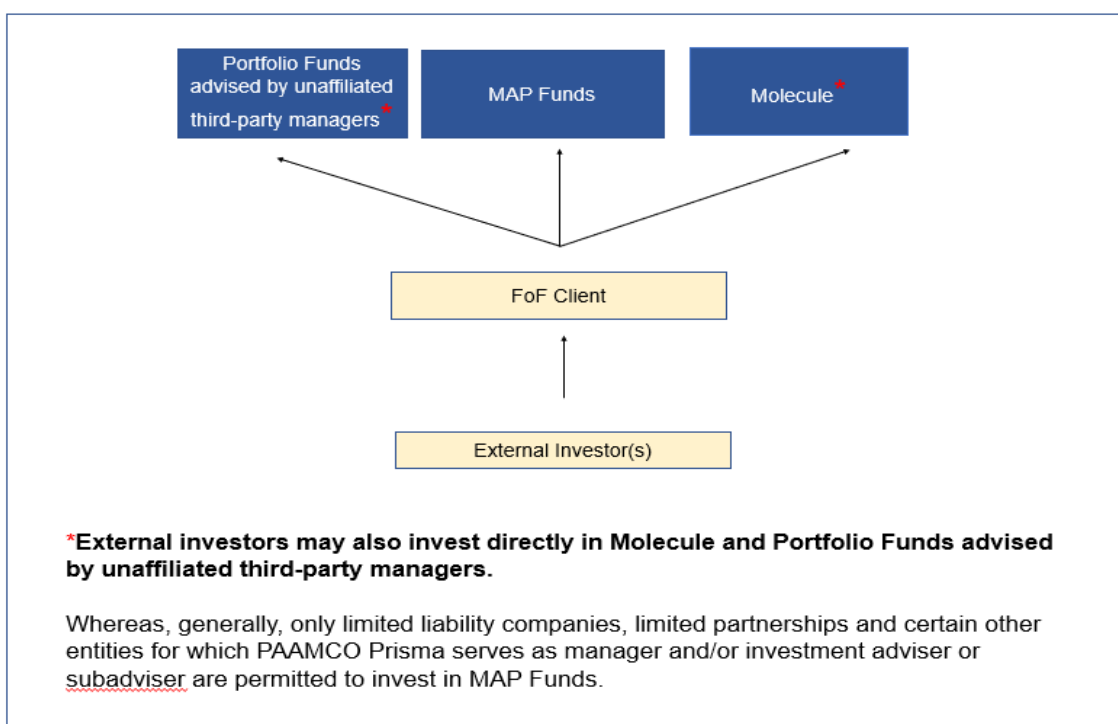 Portfolio Funds
advised by unaffiliated
third-party managers*
MAP Funds
Molecule*
FoF Client
External Investor(s)
*External investors may also invest directly in Molecule and Portfolio Funds advised
by unaffiliated third-party managers.
Whereas, generally, only limited liability companies, limited partnerships and certain other
entities for which PAAMCO Prisma serves as manager and/or investment adviser or
subadviser are permitted to invest in MAP Funds.